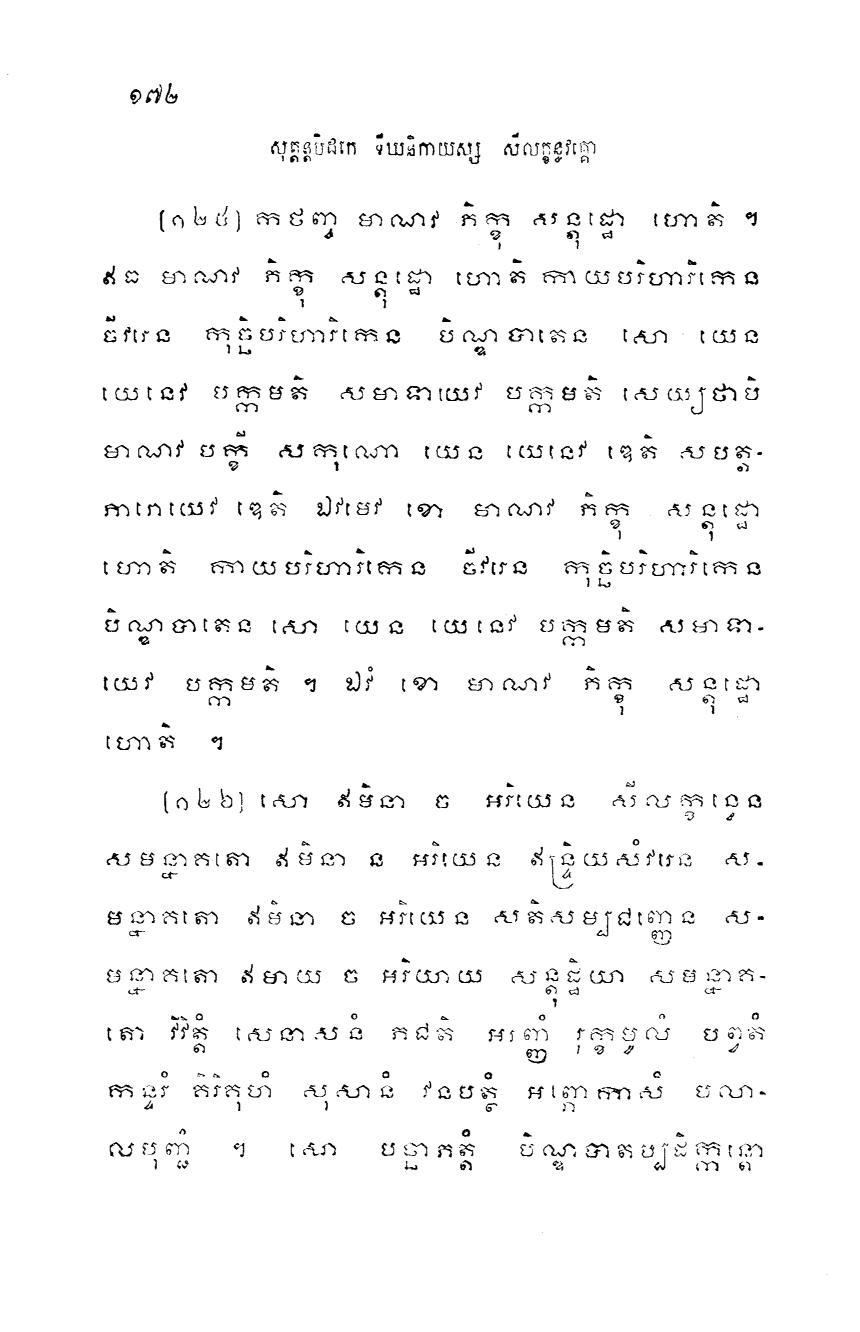 ១៧២
សុត្តន្តបិដកេ ទីឃនិកាយស្ស សីលក្ខន្ធវគ្គោ
(១២៥) កថញ្ច មាណវ ភិក្ខុ សន្តុដ្ឋោ ហោតិ ។
ឥធ មាណវ ភិក្ខុ សន្តុដ្ឋោ ហោតិ កាយបរិហារិកេន
ចីវរេន កុច្ឆិបរិហារិកេន បិណ្ឌបាតេន សោ យេន
យេនេវ បក្កមតិ សមាទាយេវ បក្កមតិ សេយ្យថាបិ
មាណវ បក្ខី សកុណោ យេន យេនេវ ឌេតិ សបត្ត-
ភារោយេវ ឌេតិ ឯវមេវ ខោ មាណវ ភិក្ខុ សន្តុដ្ឋោ
ហោតិ កាយបរិហារិកេន ចីវរេន កុច្ឆិបរិហារិកេន
បិណ្ឌបាតេន សោ យេន យេនេវ បក្កមតិ សមាទា-
យេវ បក្កមតិ ។ ឯវំ ខោ មាណវ ភិក្ខុ សន្តុដ្ឋោ
ហោតិ ។
(១២៦) សោ ឥមិនា ច អរិយេន សីលក្ខន្ធេន
សមន្នាគតោ ឥមិនា ន អរិយេន ឥន្ទ្រិយសំវរេន ស-
មន្នាគតោ ឥមិនា ច អរិយេន សតិសម្បជញ្ញេន ស-
មន្នាគតោ ឥមាយ ច អរិយាយ សន្តុដ្ឋិយា សមន្នាគ-
តោ វិវិត្តំ សេនាសនំ ភជតិ អរញ្ញំ រុក្ខមូលំ បព្វតំ
កន្ទរំ គិរិគុហំ សុសានំ វនបត្ថំ អព្ភោកាសំ បលា-
លបុញ្ជំ ។ សោ បច្ឆាភត្តំ បិណ្ឌបាតប្បដិក្កន្តោ